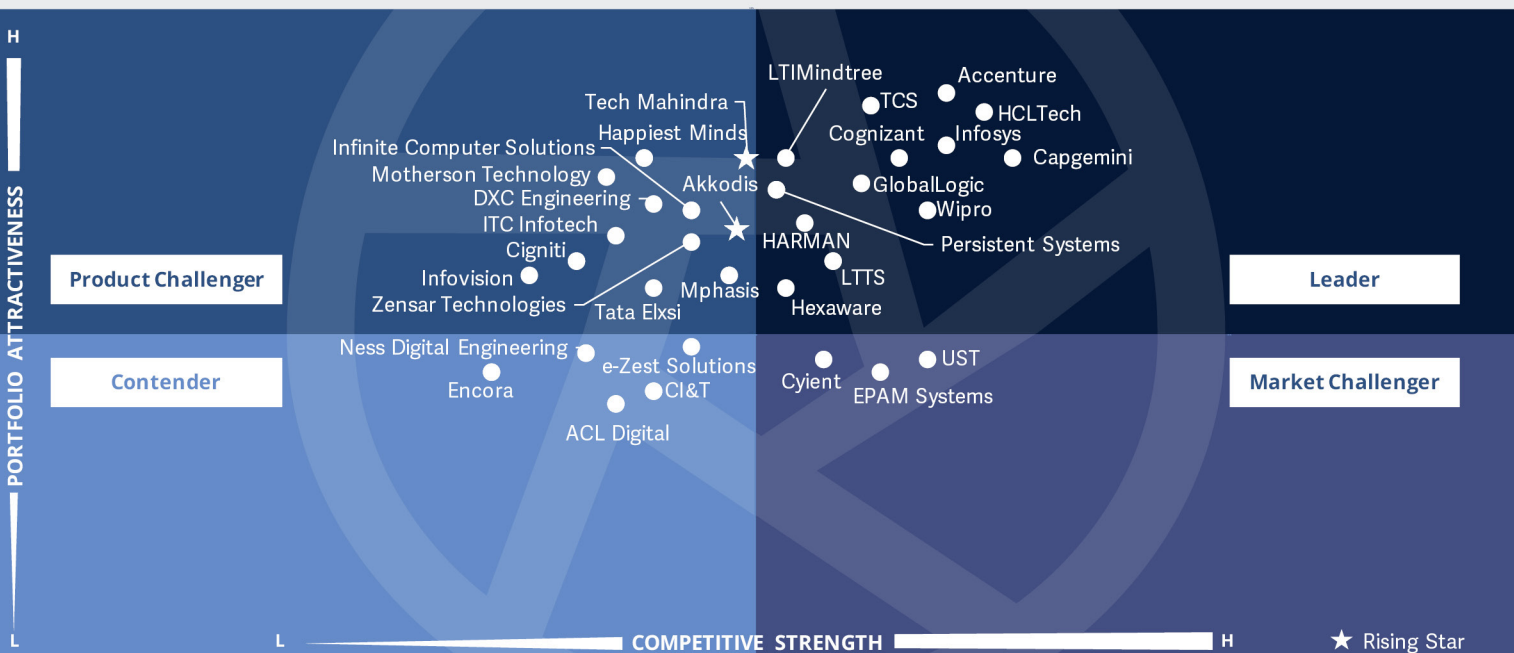 H
LTIMindtree
Accenture
Tech Mahindra
TCS
HCLTech
Happiest Minds
Cognizant
Infosys
Infinite Computer Solutions
Capgemini
Motherson Technology
Akkodis
GlobalLogic
DXC Engineering
Wipro
ITC Infotech
HARMAN
Persistent Systems
Cigniti
Infovision
LTTS
Product Challenger
Leader
Mphasis
Zensar Technologies
Tata Elxsi
Hexaware
PORTFOLIO ATTRACTIVENESS
Ness Digital Engineering
e-Zest Solutions
UST
Contender
Encora
CI&T
Cyient
EPAM Systems
Market Challenger
ACL Digital
L
L
COMPETITIVE STRENGTH
H
Rising Star